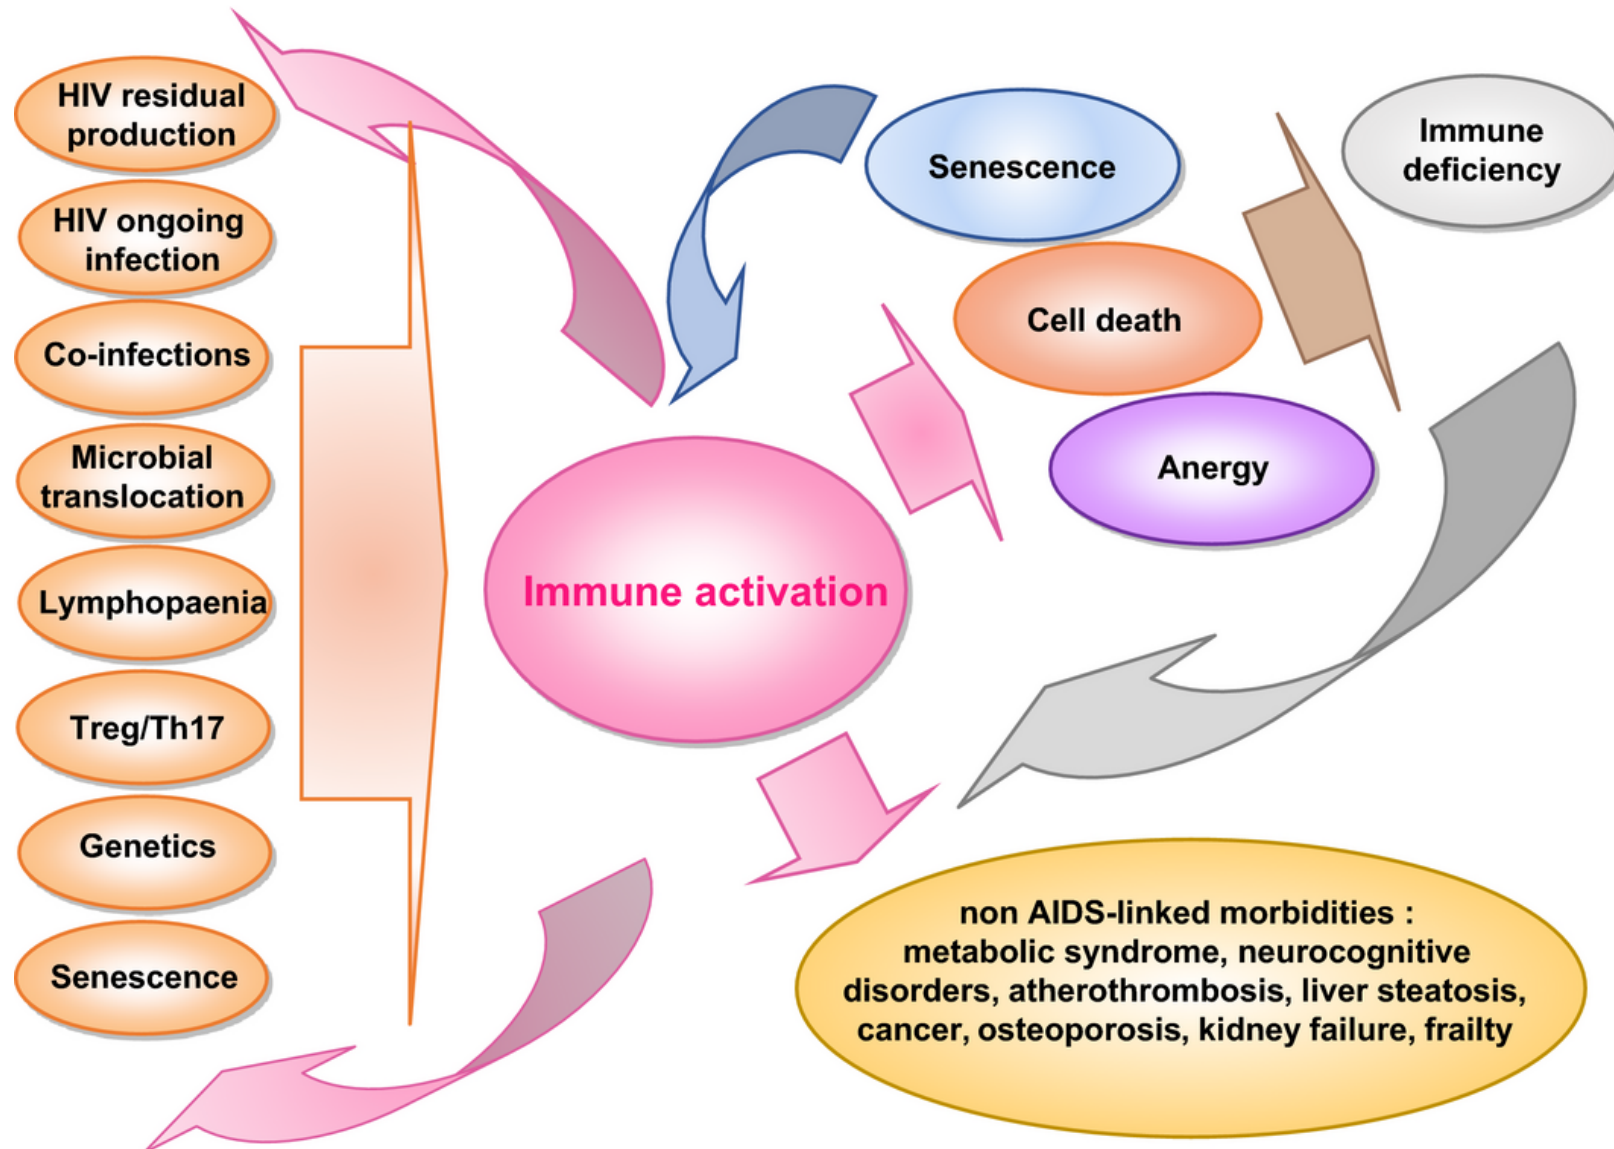 HIV residual
production
HIV ongoing
infection
Co-infections
Microbial
translocation
Lymphopaenia
Treg/Th17
Genetics
Senescence
Immune activation
Senescence
Cell death
Anergy
Immune
deficiency
non AIDS-linked morbidities :
metabolic syndrome, neurocognitive
disorders, atherothrombosis, liver steatosis,
cancer, osteoporosis, kidney failure, frailty